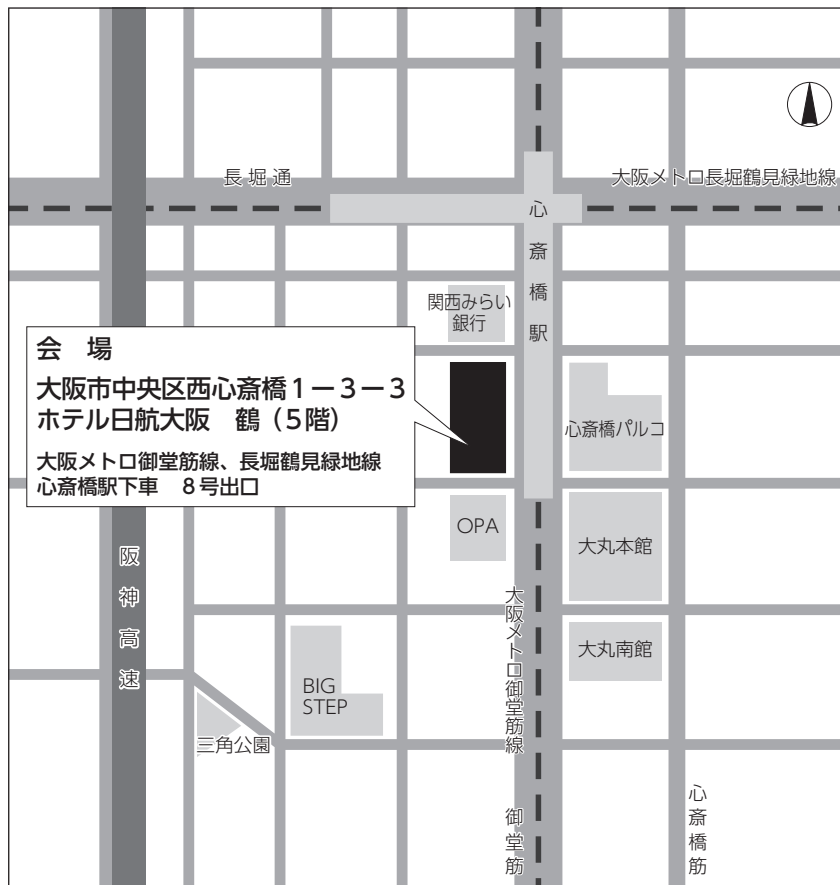 長堀通
大阪メトロ長堀鶴見緑地線
心斎橋駅
関西みらい
銀行
会　場
大阪市中央区西心斎橋1－3－3
ホテル日航大阪　鶴（5階）
大阪メトロ御堂筋線、長堀鶴見緑地線
心斎橋駅下車　8号出口
心斎橋パルコ
OPA
大丸本館
阪神高速
大阪メトロ御堂筋線
大丸南館
BIG
STEP
三角公園
御堂筋
心斎橋筋